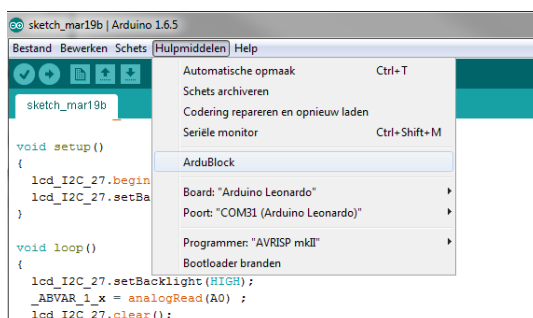 sketch_mar19b | Arduino 1.6.5
Bestand Bewerken Schets Hulpmiddelen Help
sketch_mar19b
Automatische opmaak Ctrl+T
Schets archiveren
Codering repareren en opnieuw laden
Seriële monitor Ctrl+Shift+M
ArduBlock
Board: "Arduino Leonardo"
Poort: "COM31 (Arduino Leonardo)"
Programmer: "AVRISP mkII"
Bootloader branden
void setup()
{
lcd_I2C_27.begin
lcd_I2C_27.setBa
}
void loop()
{
lcd_I2C_27.setBacklight(HIGH);
_ABVAR_1_x = analogRead(A0) ;
lcd_I2C_27.clear();